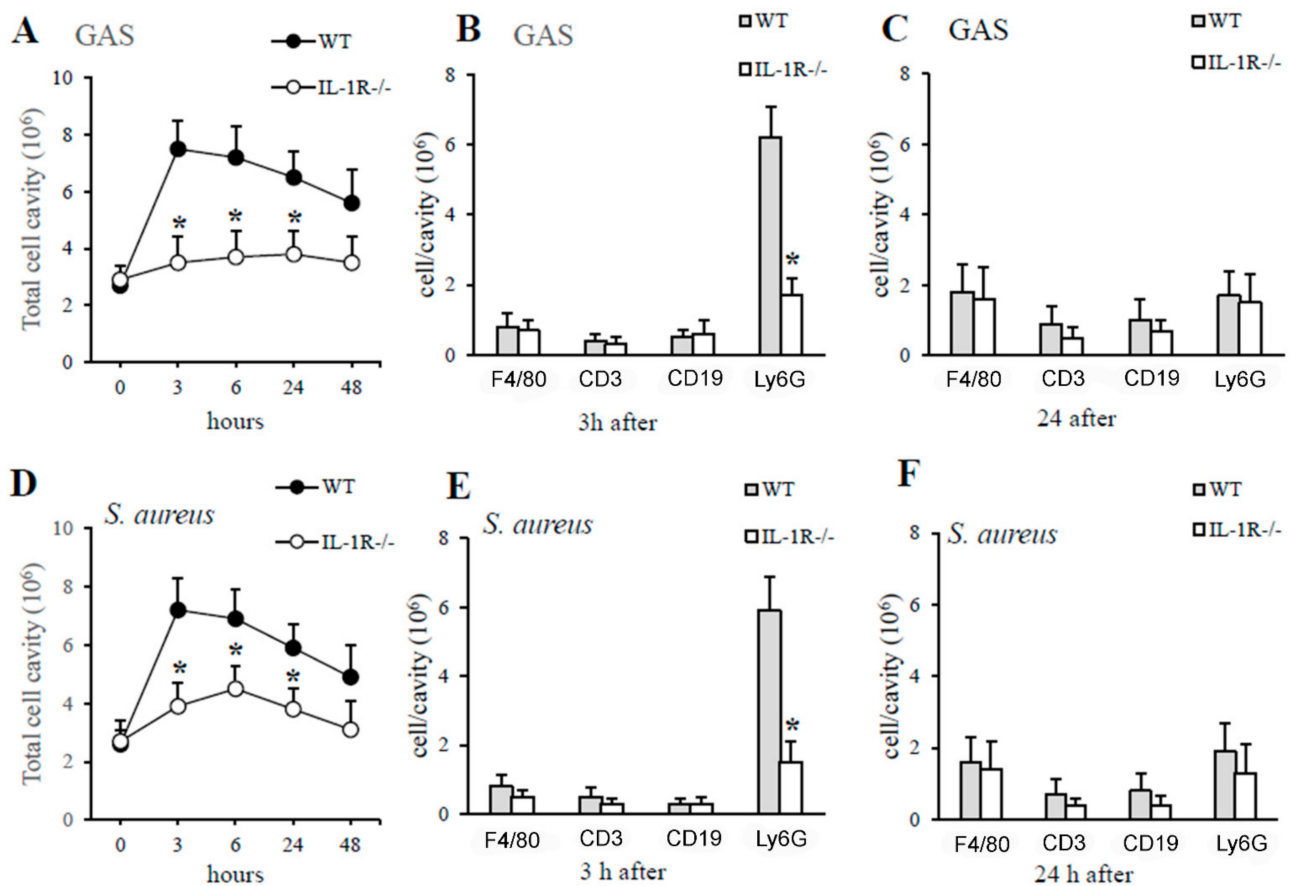 A GAS
WT
IL-1R-/-
Total cell cavity (10⁶)
10
8
6
4
2
0
0 3 6 24 48
hours
B GAS
WT
IL-1R-/-
cell/cavity (10⁶)
8
6
4
2
0
*
F4/80 CD3 CD19 Ly6G
3h after
C GAS
WT
IL-1R-/-
cell/cavity (10⁶)
8
6
4
2
0
F4/80 CD3 CD19 Ly6G
24 after
* * *
D S. aureus
WT
IL-1R-/-
Total cell cavity (10⁶)
10
8
6
4
2
0
* * *
0 3 6 24 48
hours
E S. aureus
WT
IL-1R-/-
cell/cavity (10⁶)
8
6
4
2
0
*
F4/80 CD3 CD19 Ly6G
3 h after
F S. aureus
WT
IL-1R-/-
cell/cavity (10⁶)
8
6
4
2
0
F4/80 CD3 CD19 Ly6G
24 h after